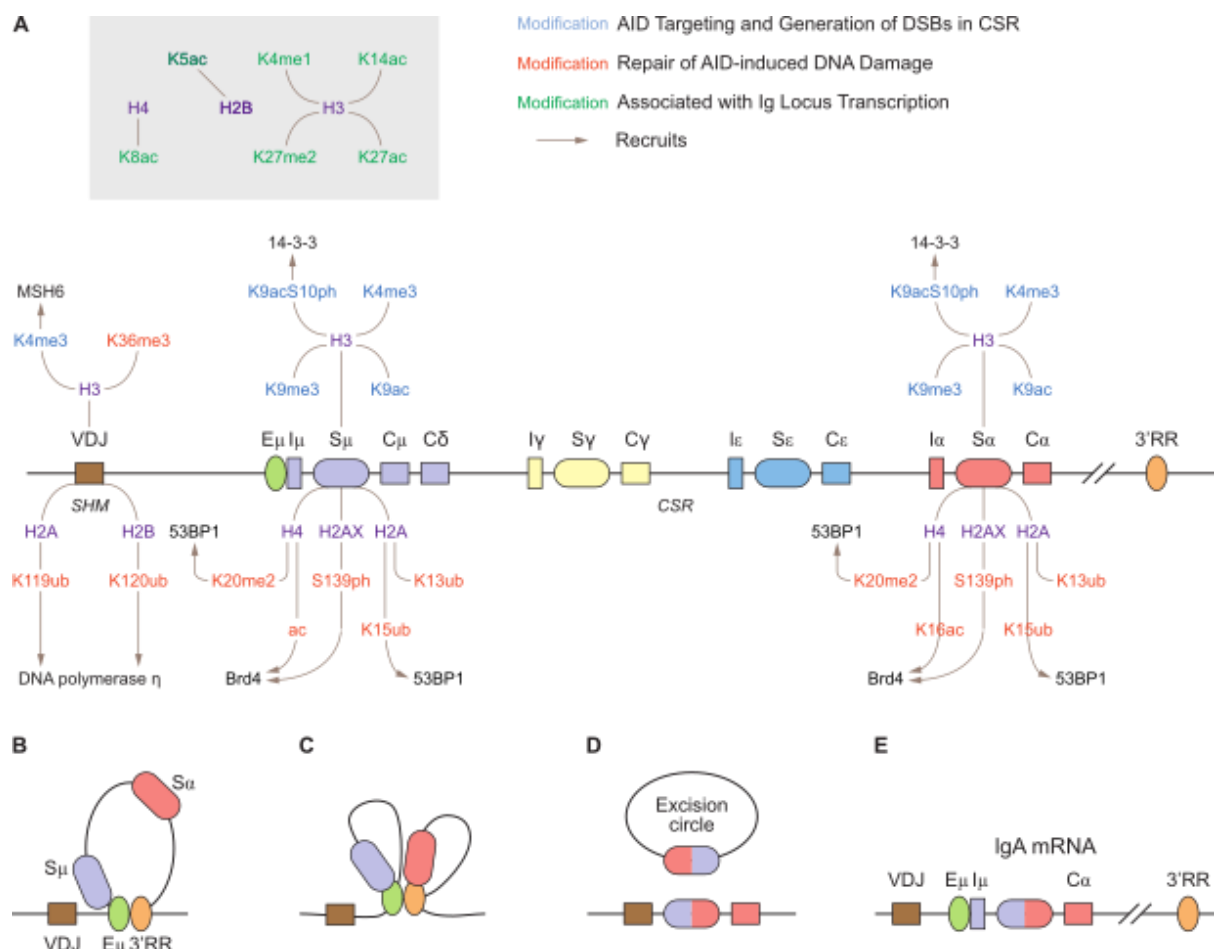 A
Modification AID Targeting and Generation of DSBs in CSR
Modification Repair of AID-induced DNA Damage
Modification Associated with Ig Locus Transcription
Recruits
K5ac K4me1 K14ac
H4 H2B H3
K8ac K27me2 K27ac
14-3-3 14-3-3
MSH6 K9acS10ph K4me3 K9acS10ph K4me3
K4me3 K36me3 H3 H3
H3 K9me3 K9ac K9me3 K9ac
VDJ Eμ Iμ Sμ Cμ Cδ Iγ Sγ Cγ Iε Sε Cε Iα Sα Cα 3'RR
SHM CSR
H2A H2B 53BP1 H4 H2AX H2A 53BP1 H4 H2AX H2A
K119ub K120ub K20me2 S139ph K13ub K20me2 S139ph K13ub
ac K15ub K16ac K15ub
DNA polymerase η Brd4 53BP1 Brd4 53BP1
B
Sα
Sμ
VDJ Eμ 3'RR
C
D
Excision
circle
E
IgA mRNA
VDJ Eμ Iμ Cα 3'RR